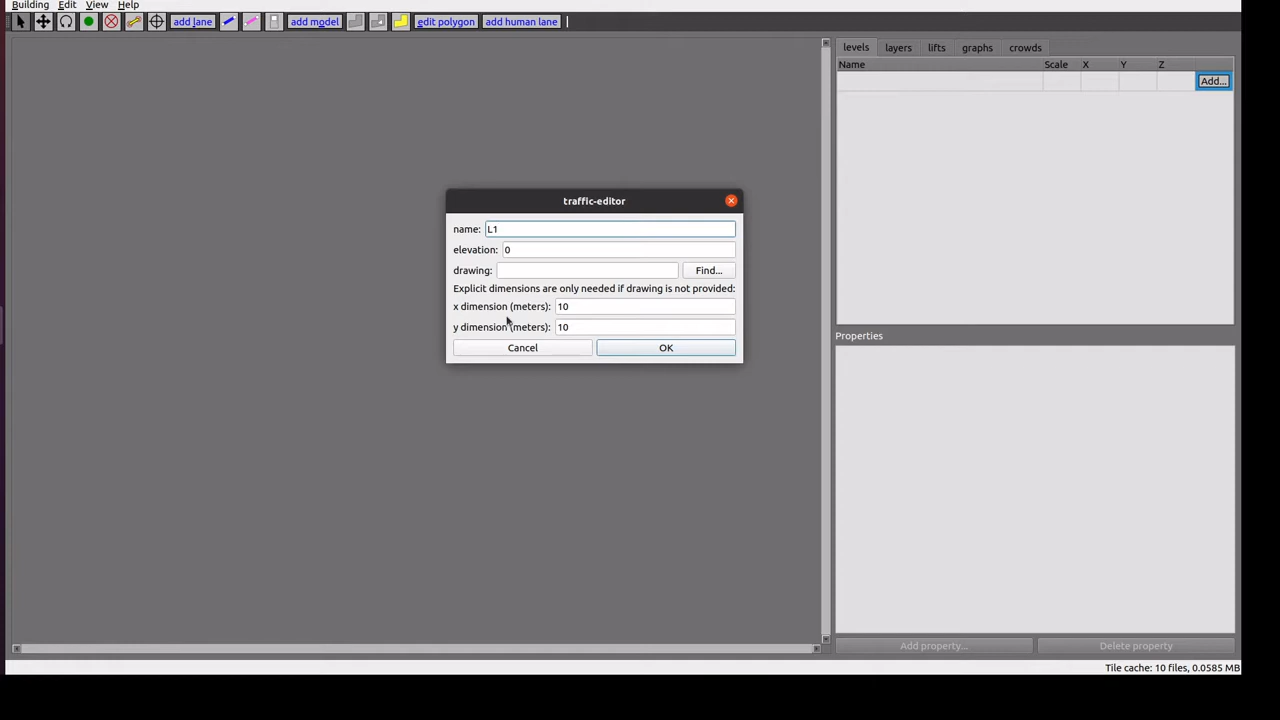 Building Edit View Help
add lane add model edit polygon add human lane
levels layers lifts graphs crowds
Name Scale X Y Z
Add...
traffic-editor
name: L1
elevation: 0
drawing: Find...
Explicit dimensions are only needed if drawing is not provided:
x dimension (meters): 10
y dimension (meters): 10
Cancel OK
Properties
Add property... Delete property
Tile cache: 10 files, 0.0585 MB